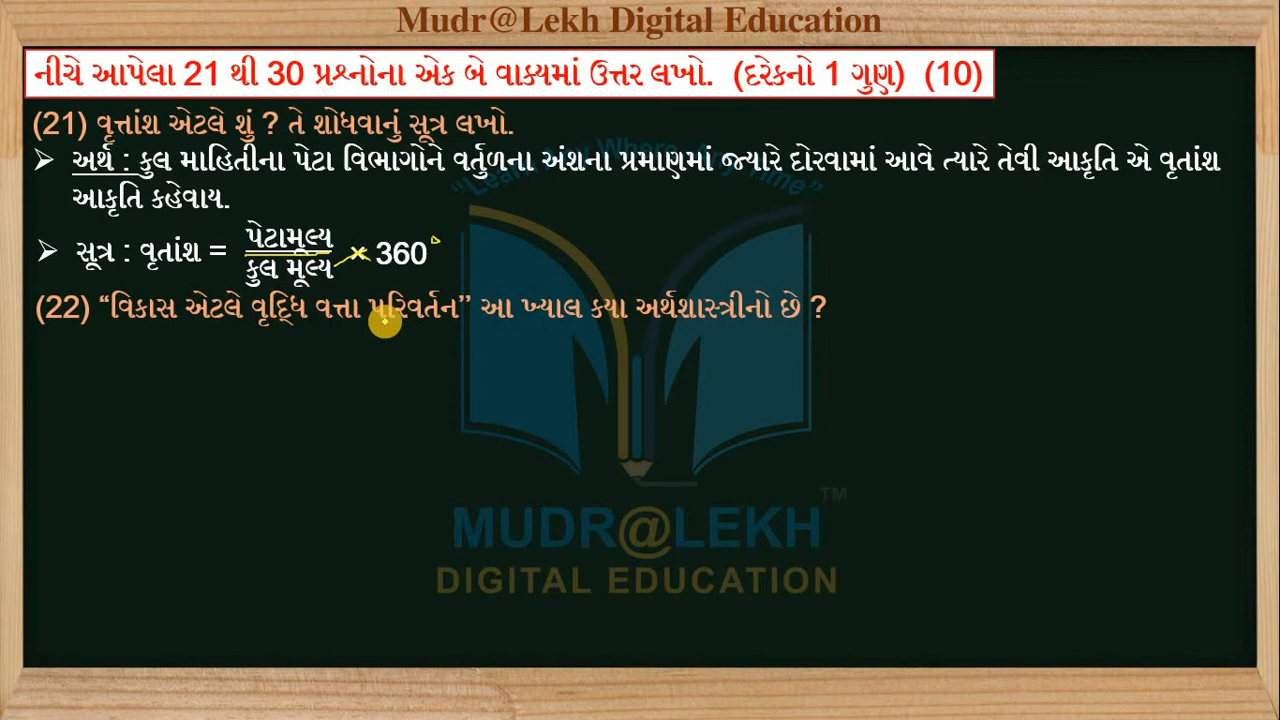 Mudr@Lekh Digital Education
નીચે આપેલા 21 થી 30 પ્રશ્નોના એક બે વાક્યમાં ઉત્તર લખો. (દરેકનો 1 ગુણ) (10)
(21) વૃત્તાંશ એટલે શું ? તે શોધવાનું સૂત્ર લખો.
➢ અર્થ : કુલ માહિતીના પેટા વિભાગોને વર્તુળના અંશના પ્રમાણમાં જ્યારે દોરવામાં આવે ત્યારે તેવી આકૃતિ એ વૃતાંશ
આકૃતિ કહેવાય.
➢ સૂત્ર : વૃતાંશ = પેટામૂલ્ય / કુલ મૂલ્ય × 360°
(22) “વિકાસ એટલે વૃદ્ધિ વત્તા પરિવર્તન” આ ખ્યાલ કયા અર્થશાસ્ત્રીનો છે ?
MUDR@LEKH ™
DIGITAL EDUCATION